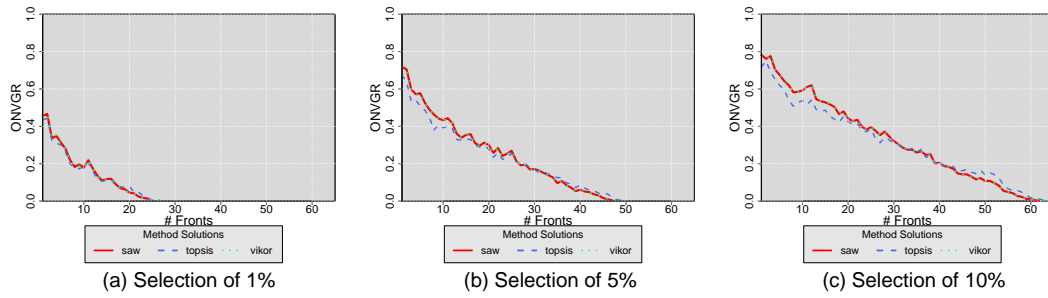 ONVGR
0.0 0.2 0.4 0.6 0.8 1.0
10 20 30 40 50 60
# Fronts
Method Solutions
saw topsis vikor
(a) Selection of 1%
ONVGR
0.0 0.2 0.4 0.6 0.8 1.0
10 20 30 40 50 60
# Fronts
Method Solutions
saw topsis vikor
(b) Selection of 5%
ONVGR
0.0 0.2 0.4 0.6 0.8 1.0
10 20 30 40 50 60
# Fronts
Method Solutions
saw topsis vikor
(c) Selection of 10%